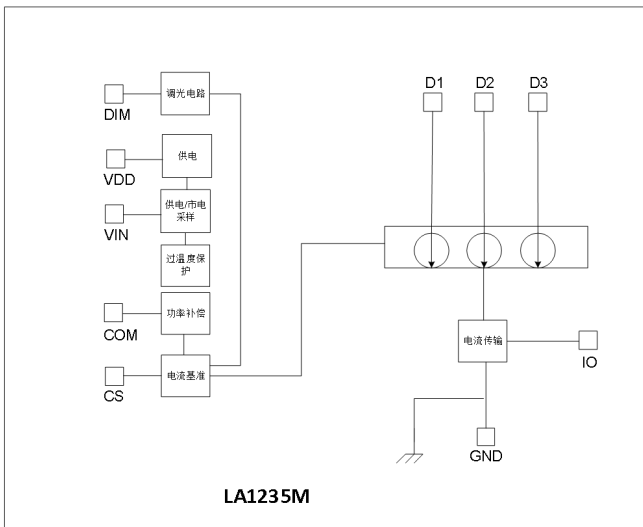 D1 D2 D3
调光电路
DIM
供电
VDD
供电/市电
采样
VIN
过温度保
护
功率补偿
COM
电流传输
IO
电流基准
CS
GND
LA1235M